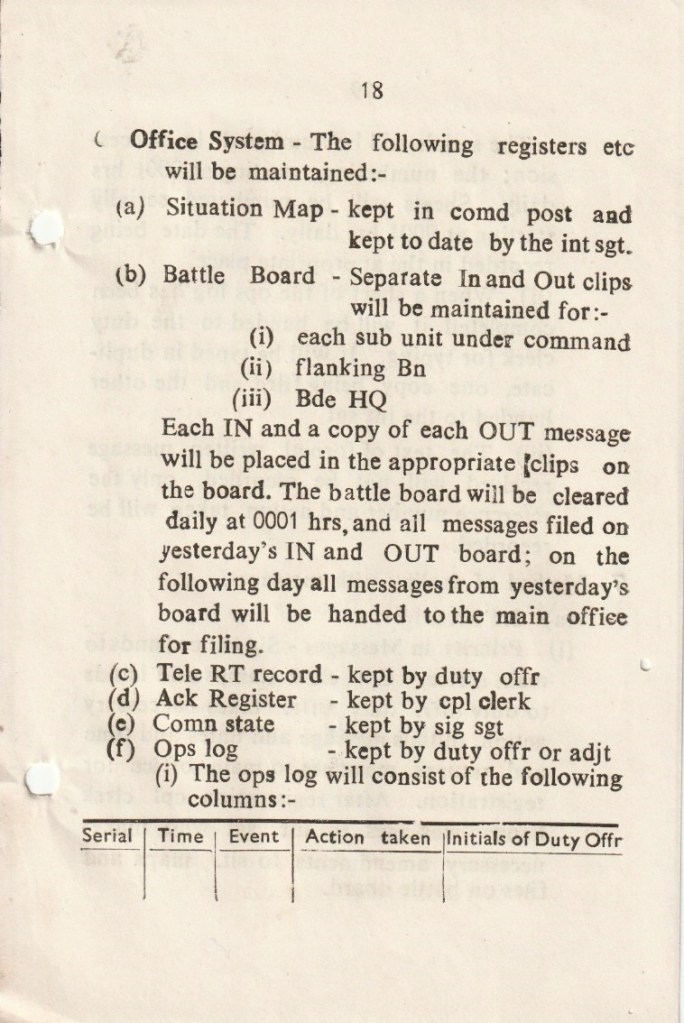 18
( Office System - The following registers etc
will be maintained:-
(a) Situation Map - kept in comd post and
kept to date by the int sgt.
(b) Battle Board - Separate In and Out clips
will be maintained for:-
(i) each sub unit under command
(ii) flanking Bn
(iii) Bde HQ
Each IN and a copy of each OUT message
will be placed in the appropriate [clips on
the board. The battle board will be cleared
daily at 0001 hrs, and all messages filed on
yesterday's IN and OUT board; on the
following day all messages from yesterday's
board will be handed to the main office
for filing.
(c) Tele RT record - kept by duty offr
(d) Ack Register - kept by cpl clerk
(e) Comn state - kept by sig sgt
(f) Ops log - kept by duty offr or adjt
(i) The ops log will consist of the following
columns:-
Serial | Time | Event | Action taken | Initials of Duty Offr